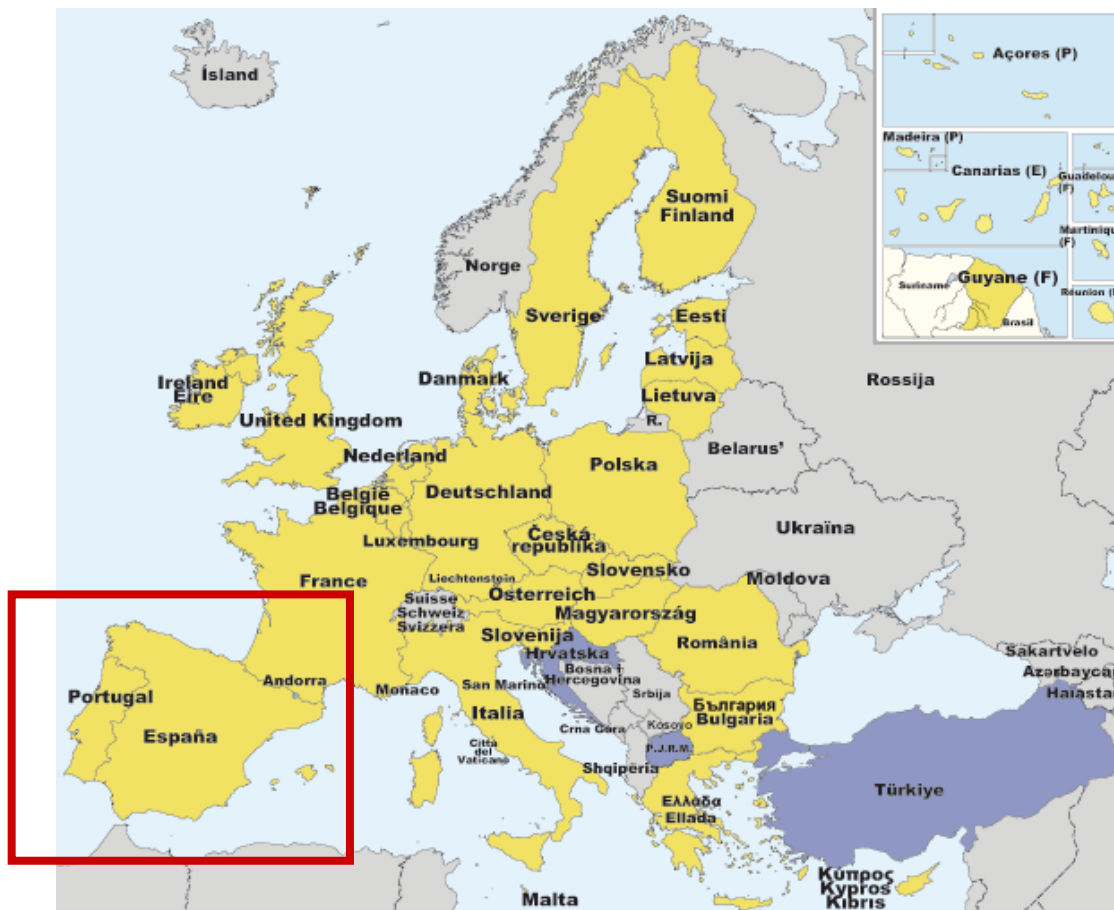 Ísland
Açores (P)
Madeira (P)
Canarias (E)
(F)
(F)
Suriname
Guyane (F)
Brasil
Réunion
Suomi
Finland
Norge
Sverige
Eesti
Latvija
Lietuva
R.
Rossija
Danmark
Ireland
Éire
United Kingdom
Nederland
België
Belgique
Deutschland
Polska
Belarus'
Luxembourg
Česká
republika
Ukraïna
France
Liechtenstein
Slovensko
Moldova
Suisse
Schweiz
Svizzera
Österreich
Magyarország
Slovenija
România
Hrvatska
Bosna i
Hercegovina
Sakartvelo
Portugal
España
Andorra
Monaco
San Marino
Italia
Srbija
България
Bulgaria
Città
del
Vaticano
Crna Gora
Kosovo
P.J.R.M.
Shqipëria
Türkiye
Ελλάδα
Ellada
Malta
Κύπρος
Kypros
Kibris